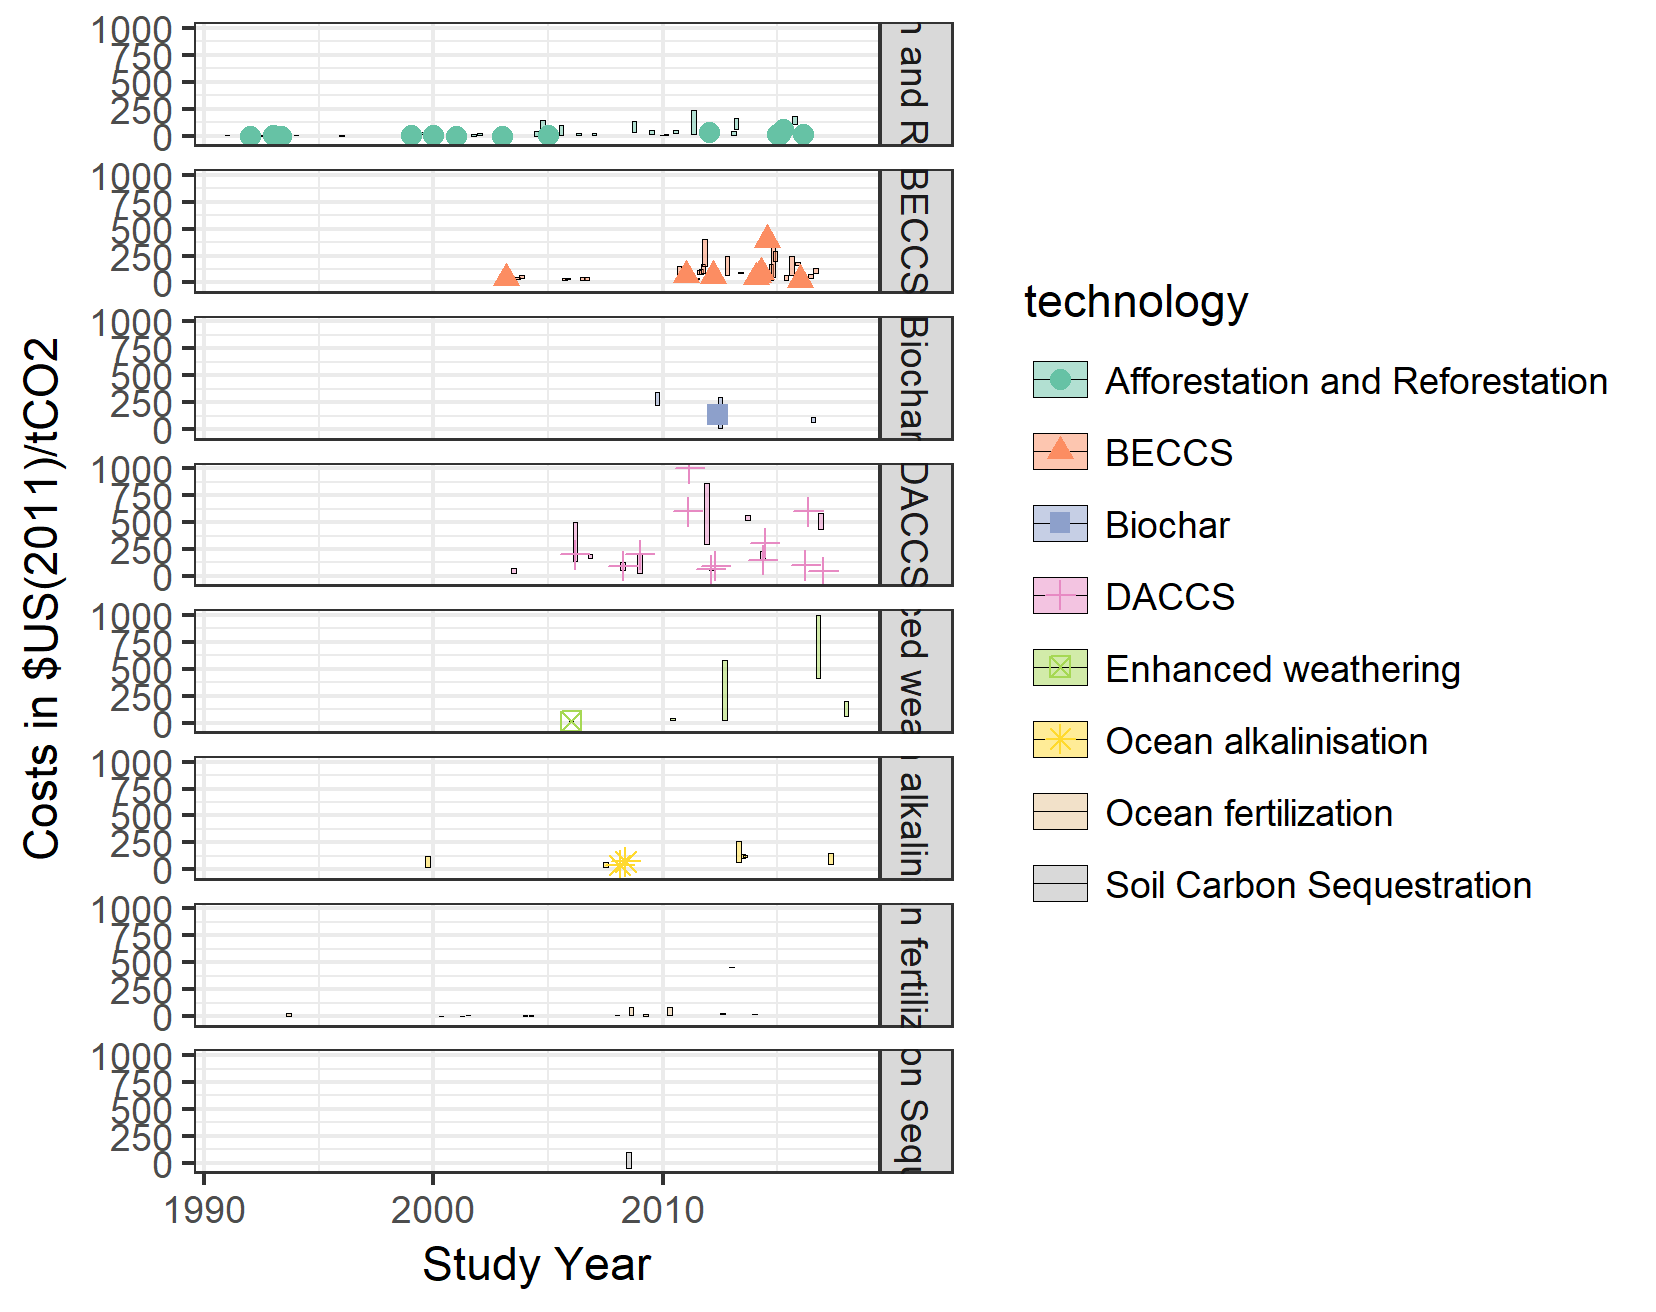 1000
750
500
250
0
n and R
1000
750
500
250
0
BECCS
1000
750
500
250
0
Biochar
1000
750
500
250
0
DACCS
1000
750
500
250
0
ced wea
1000
750
500
250
0
alkalin
1000
750
500
250
0
n fertiliz
1000
750
500
250
0
on Sequ
1990 2000 2010
Study Year
Costs in $US(2011)/tCO2
technology
Afforestation and Reforestation
BECCS
Biochar
DACCS
Enhanced weathering
Ocean alkalinisation
Ocean fertilization
Soil Carbon Sequestration